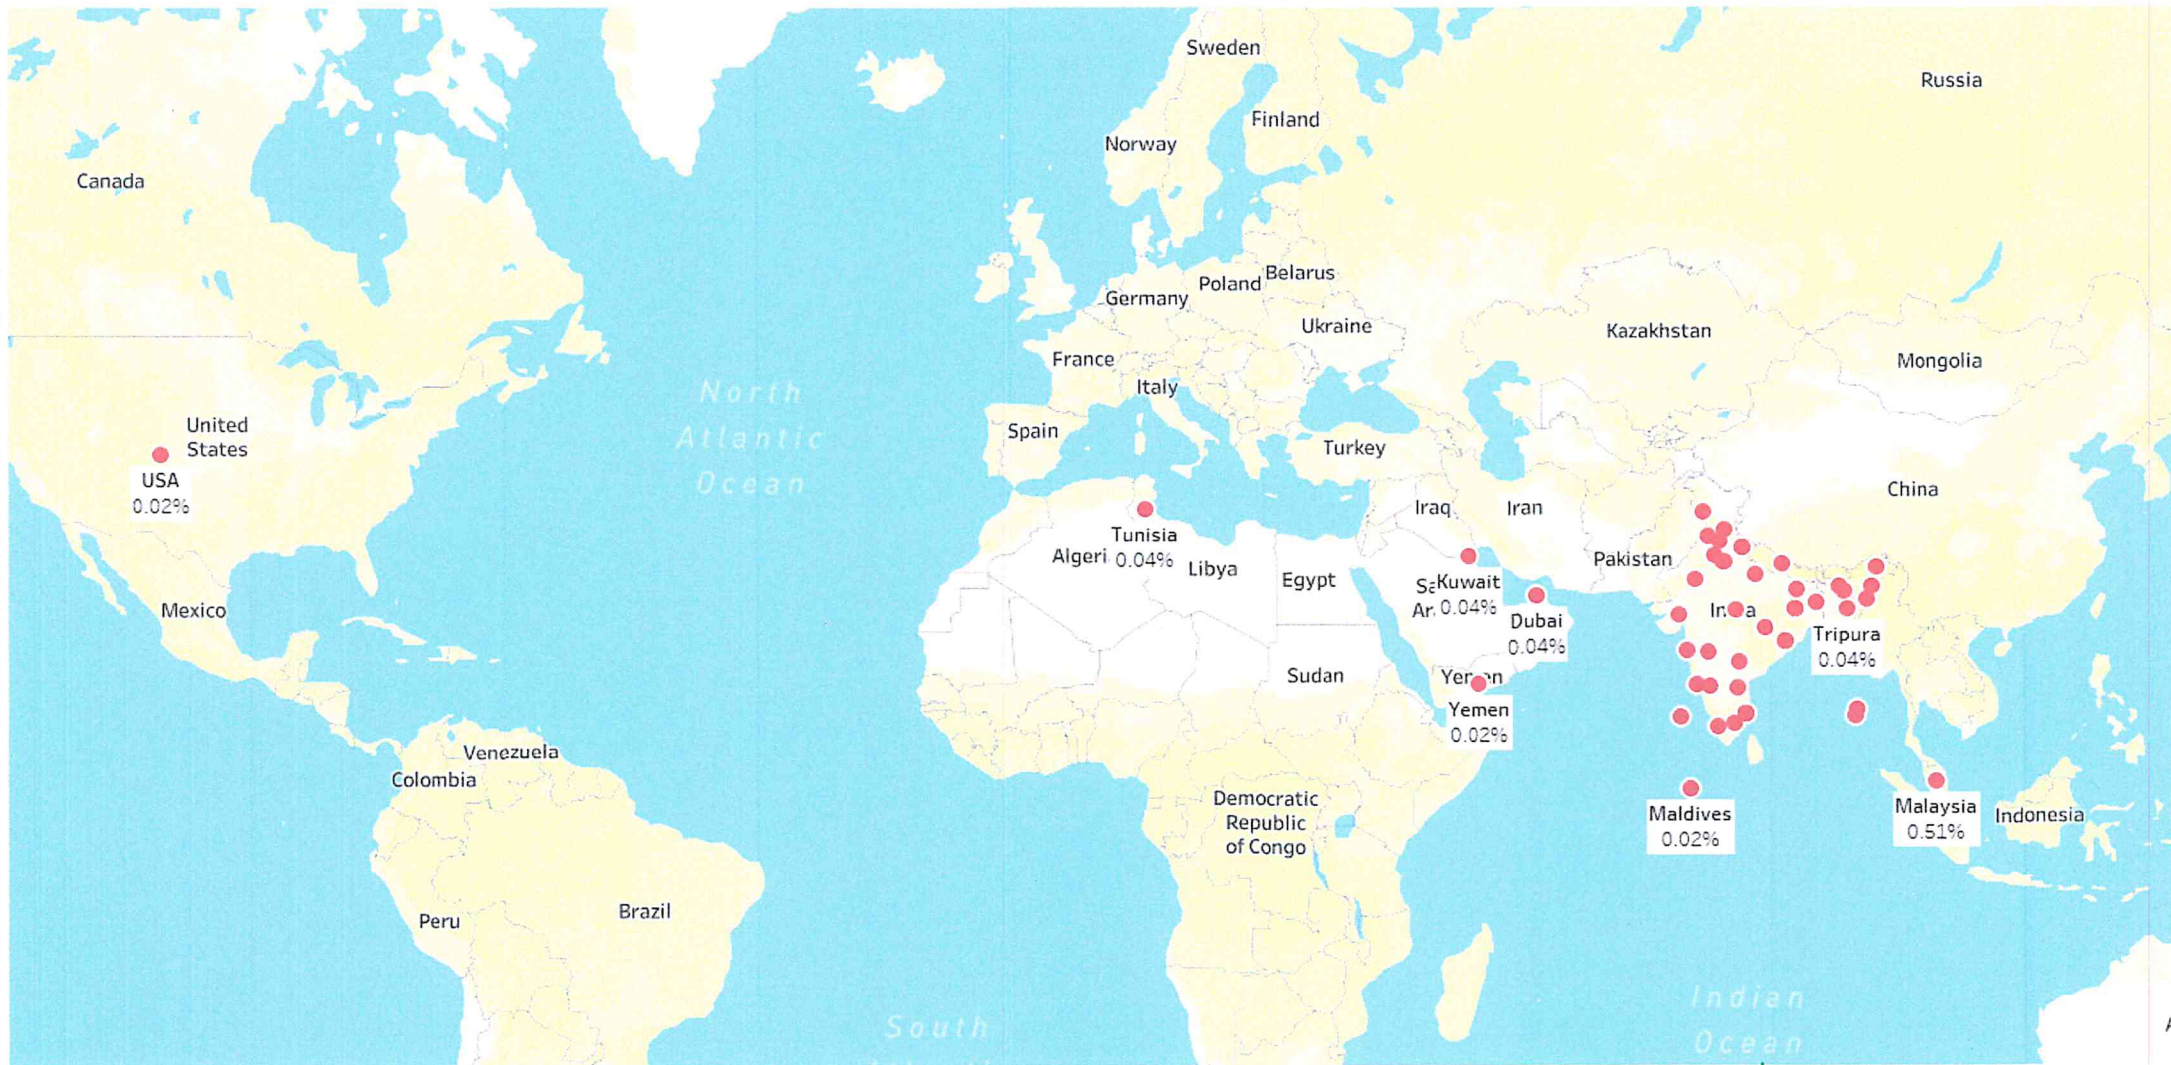 Sweden
Russia
Finland
Norway
Canada
Belarus
Poland
Germany
Ukraine
Kazakhstan
France
Mongolia
Italy
North
Atlantic
Ocean
United
States
Spain
Turkey
USA
0.02%
China
Iraq
Iran
Tunisia
0.04%
Algeri
Libya
Pakistan
Egypt
Kuwait
0.04%
Mexico
Dubai
0.04%
Tripura
0.04%
Sudan
Yemen
0.02%
Venezuela
Colombia
Democratic
Republic
of Congo
Maldives
0.02%
Malaysia
0.51%
Indonesia
Brazil
Peru
Indian
Ocean
South